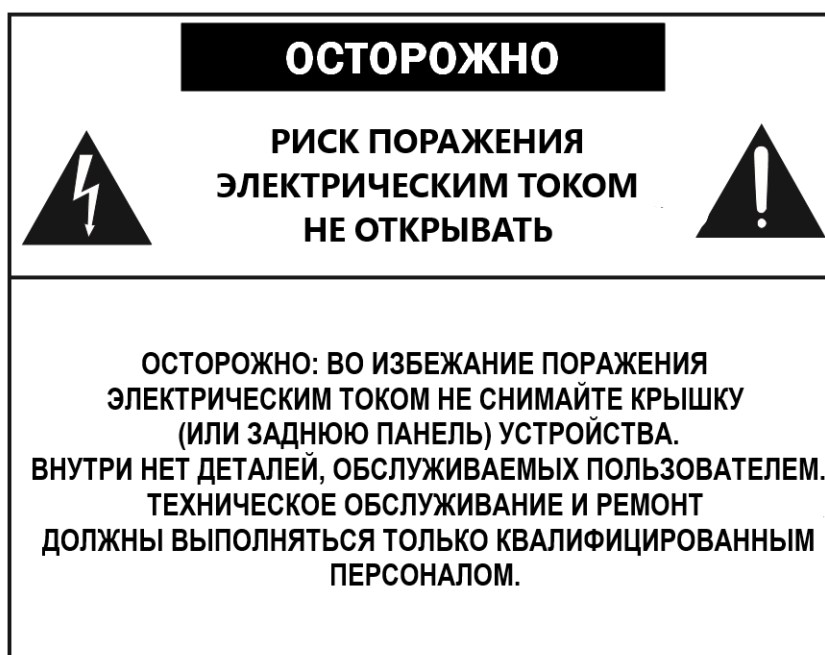 ОСТОРОЖНО
РИСК ПОРАЖЕНИЯ
ЭЛЕКТРИЧЕСКИМ ТОКОМ
НЕ ОТКРЫВАТЬ
ОСТОРОЖНО: ВО ИЗБЕЖАНИЕ ПОРАЖЕНИЯ
ЭЛЕКТРИЧЕСКИМ ТОКОМ НЕ СНИМАЙТЕ КРЫШКУ
(ИЛИ ЗАДНЮЮ ПАНЕЛЬ) УСТРОЙСТВА.
ВНУТРИ НЕТ ДЕТАЛЕЙ, ОБСЛУЖИВАЕМЫХ ПОЛЬЗОВАТЕЛЕМ.
ТЕХНИЧЕСКОЕ ОБСЛУЖИВАНИЕ И РЕМОНТ
ДОЛЖНЫ ВЫПОЛНЯТЬСЯ ТОЛЬКО КВАЛИФИЦИРОВАННЫМ
ПЕРСОНАЛОМ.